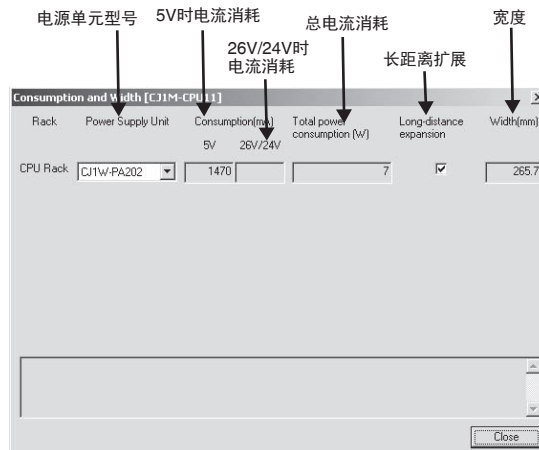 电源单元型号 5V时电流消耗 总电流消耗 宽度
26V/24V时
电流消耗
长距离扩展
Consumption and Width [CJ1M-CPU11]
Rack Power Supply Unit Consumption(mA) Total power Long-distance Width(mm)
consumption (W) expansion
5V 26V/24V
CPU Rack CJ1W-PA202 1470 7 265.7
Close